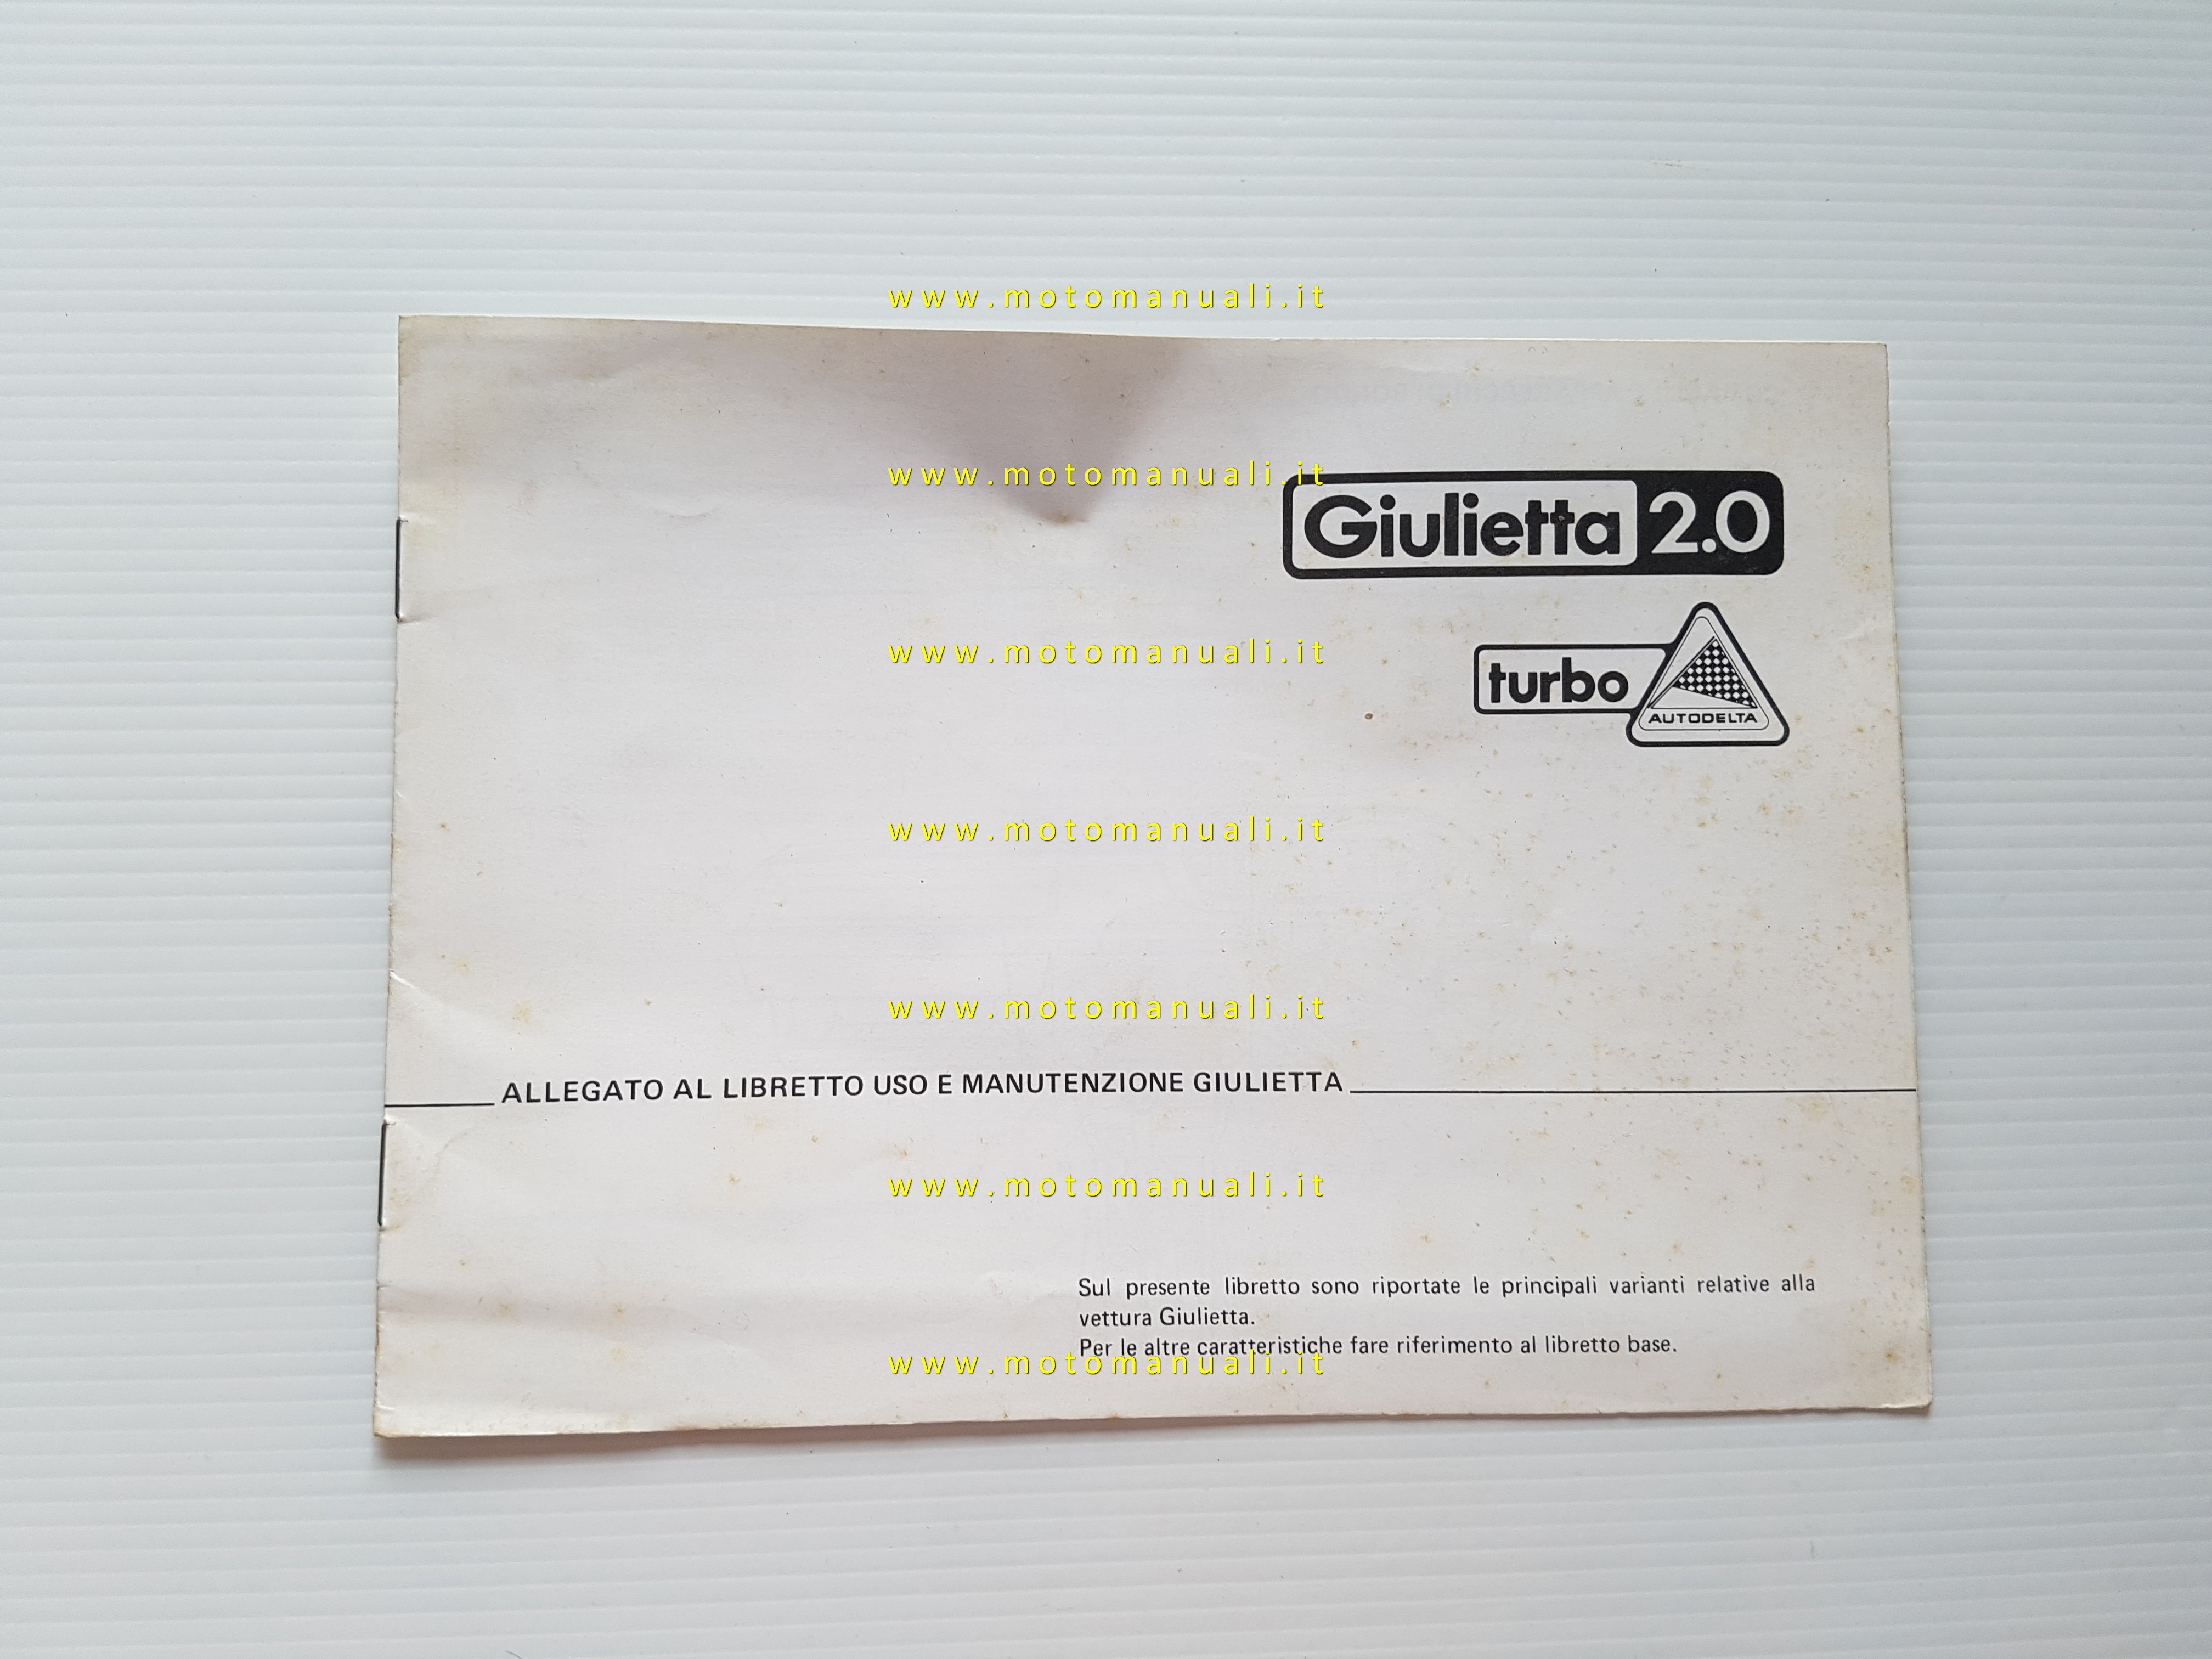 www.motomanuali.it
www.motomanuali.it
Giulietta 2.0
www.motomanuali.it
turbo
AUTODELTA
www.motomanuali.it
www.motomanuali.it
ALLEGATO AL LIBRETTO USO E MANUTENZIONE GIULIETTA
www.motomanuali.it
Sul presente libretto sono riportate le principali varianti relative alla
vettura Giulietta.
Per le altre caratteristiche fare riferimento al libretto base.
www.motomanuali.it